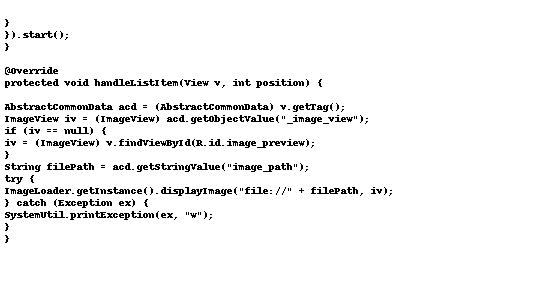 }
}).start();
}
@Override
protected void handleListItem(View v, int position) {
AbstractCommonData acd = (AbstractCommonData) v.getTag();
ImageView iv = (ImageView) acd.getObjectValue("_image_view");
if (iv == null) {
iv = (ImageView) v.findViewById(R.id.image_preview);
}
String filePath = acd.getStringValue("image_path");
try {
ImageLoader.getInstance().displayImage("file://" + filePath, iv);
} catch (Exception ex) {
SystemUtil.printException(ex, "w");
}
}